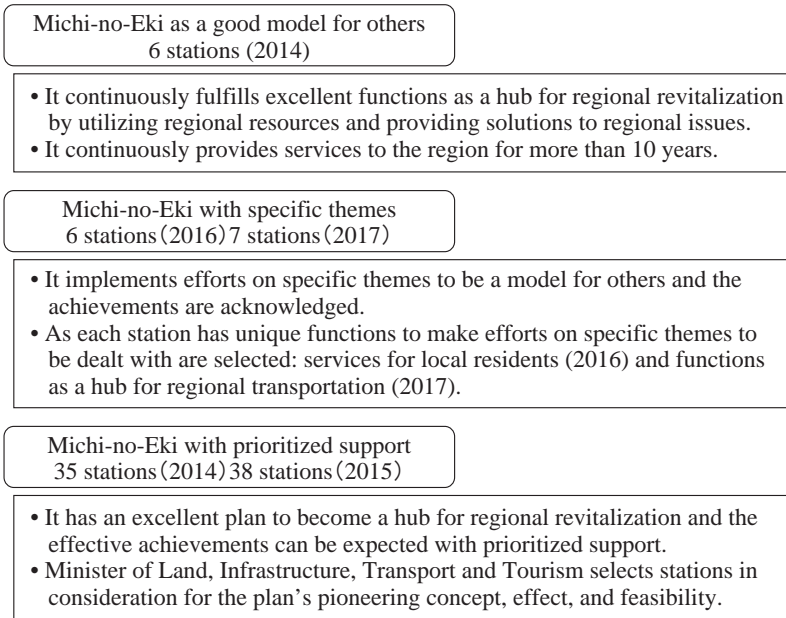 Michi-no-Eki as a good model for others
6 stations (2014)
• It continuously fulfills excellent functions as a hub for regional revitalization
by utilizing regional resources and providing solutions to regional issues.
• It continuously provides services to the region for more than 10 years.
Michi-no-Eki with specific themes
6 stations（2016）7 stations（2017）
• It implements efforts on specific themes to be a model for others and the
achievements are acknowledged.
• As each station has unique functions to make efforts on specific themes to
be dealt with are selected: services for local residents (2016) and functions
as a hub for regional transportation (2017).
Michi-no-Eki with prioritized support
35 stations（2014）38 stations（2015）
• It has an excellent plan to become a hub for regional revitalization and the
effective achievements can be expected with prioritized support.
• Minister of Land, Infrastructure, Transport and Tourism selects stations in
consideration for the plan’s pioneering concept, effect, and feasibility.